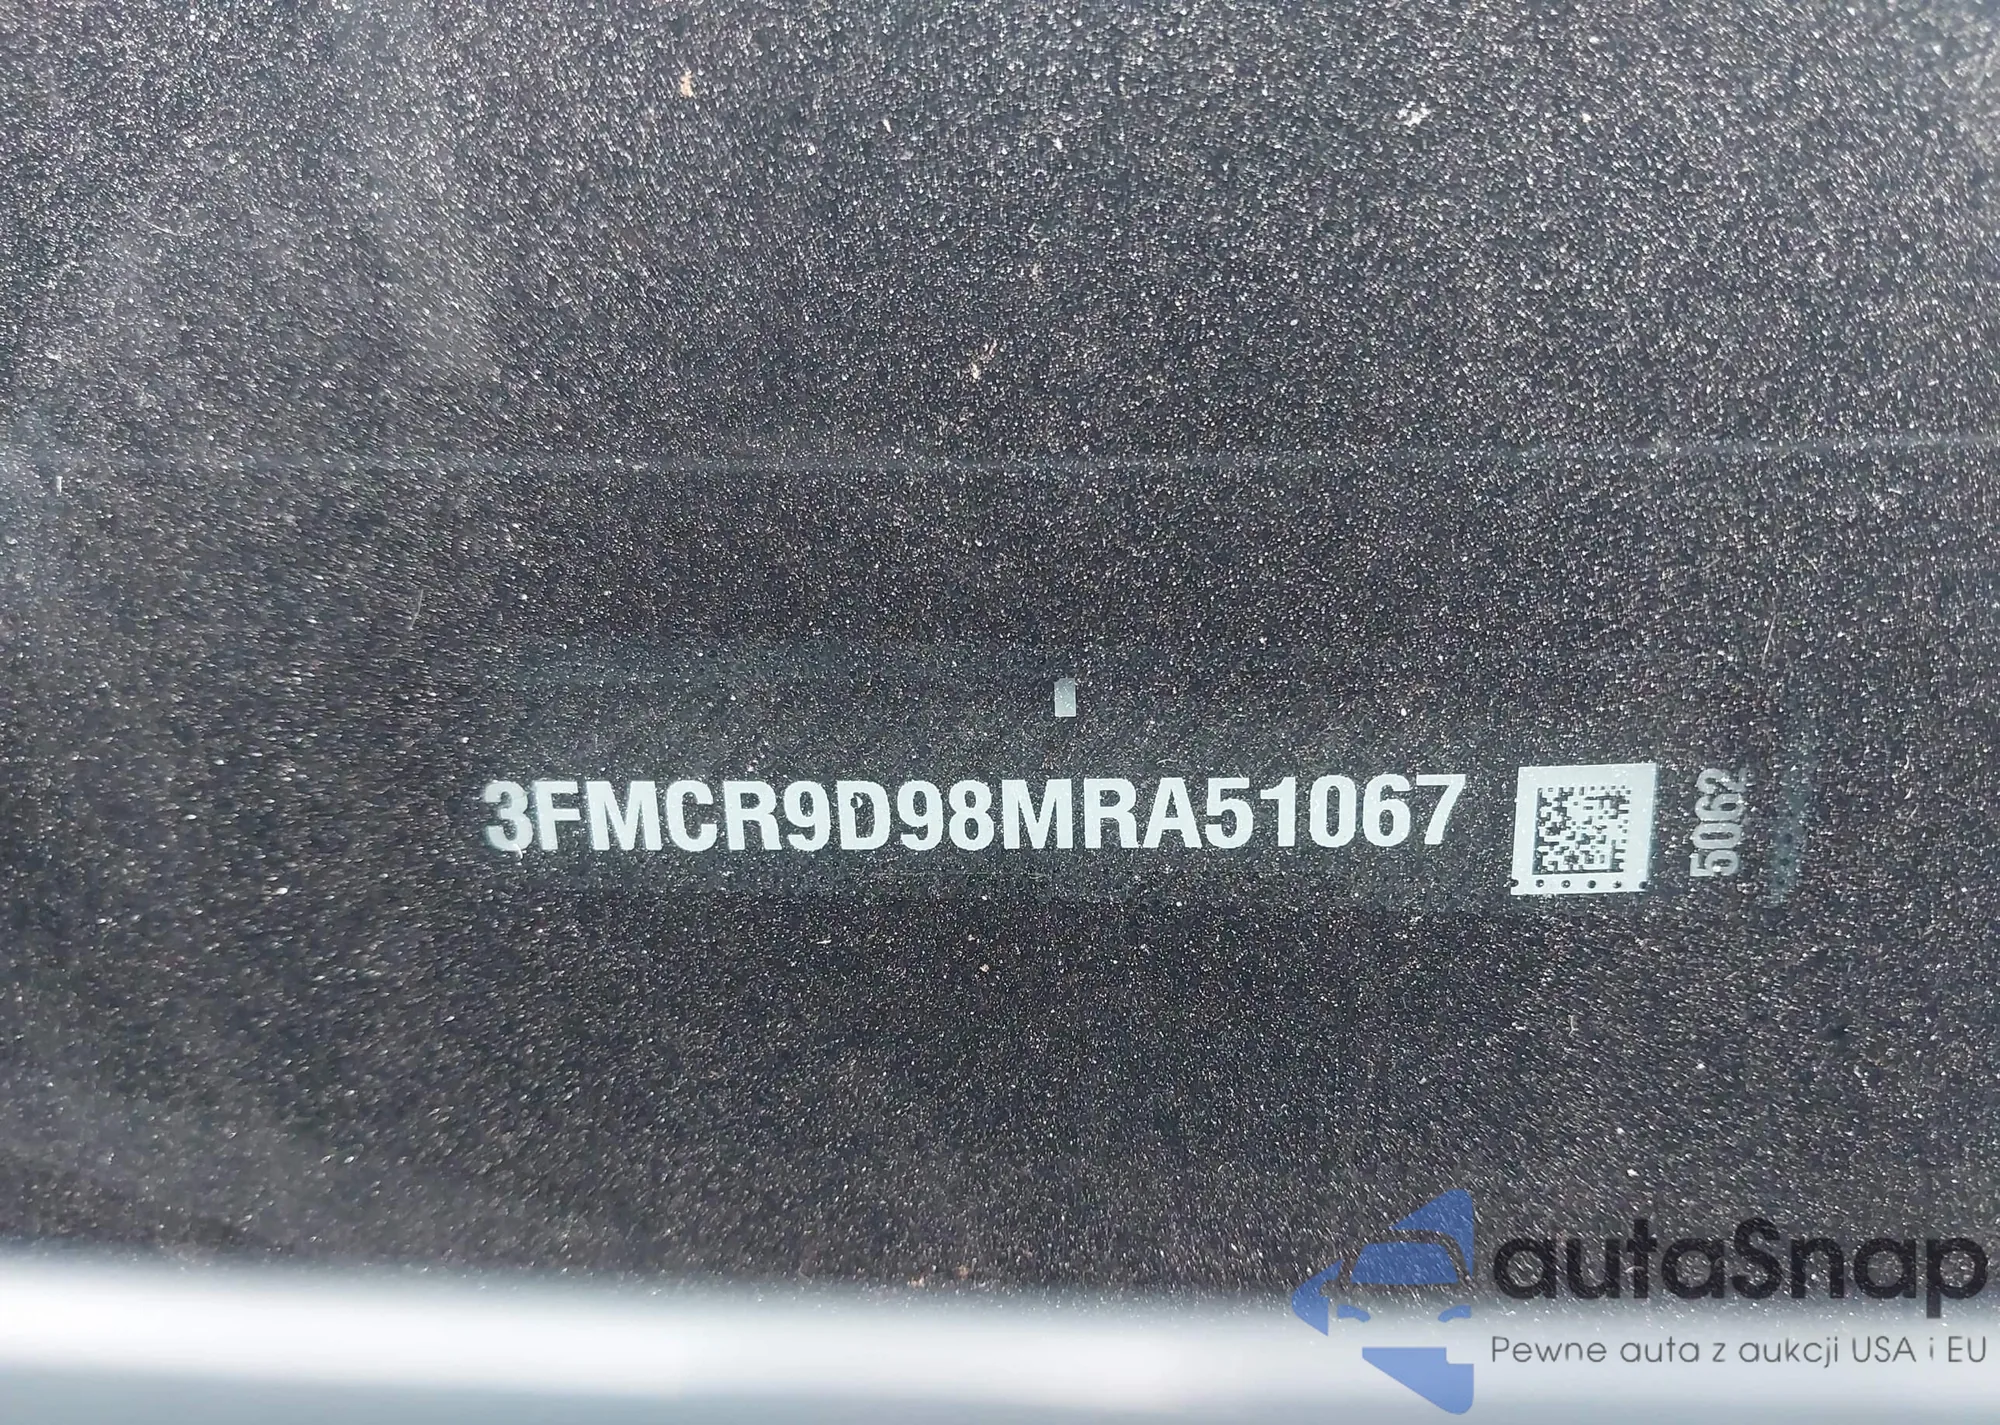 3FMCR9D98MRA51067
5062
autaSnap
Pewne auta z aukcji USA i EU